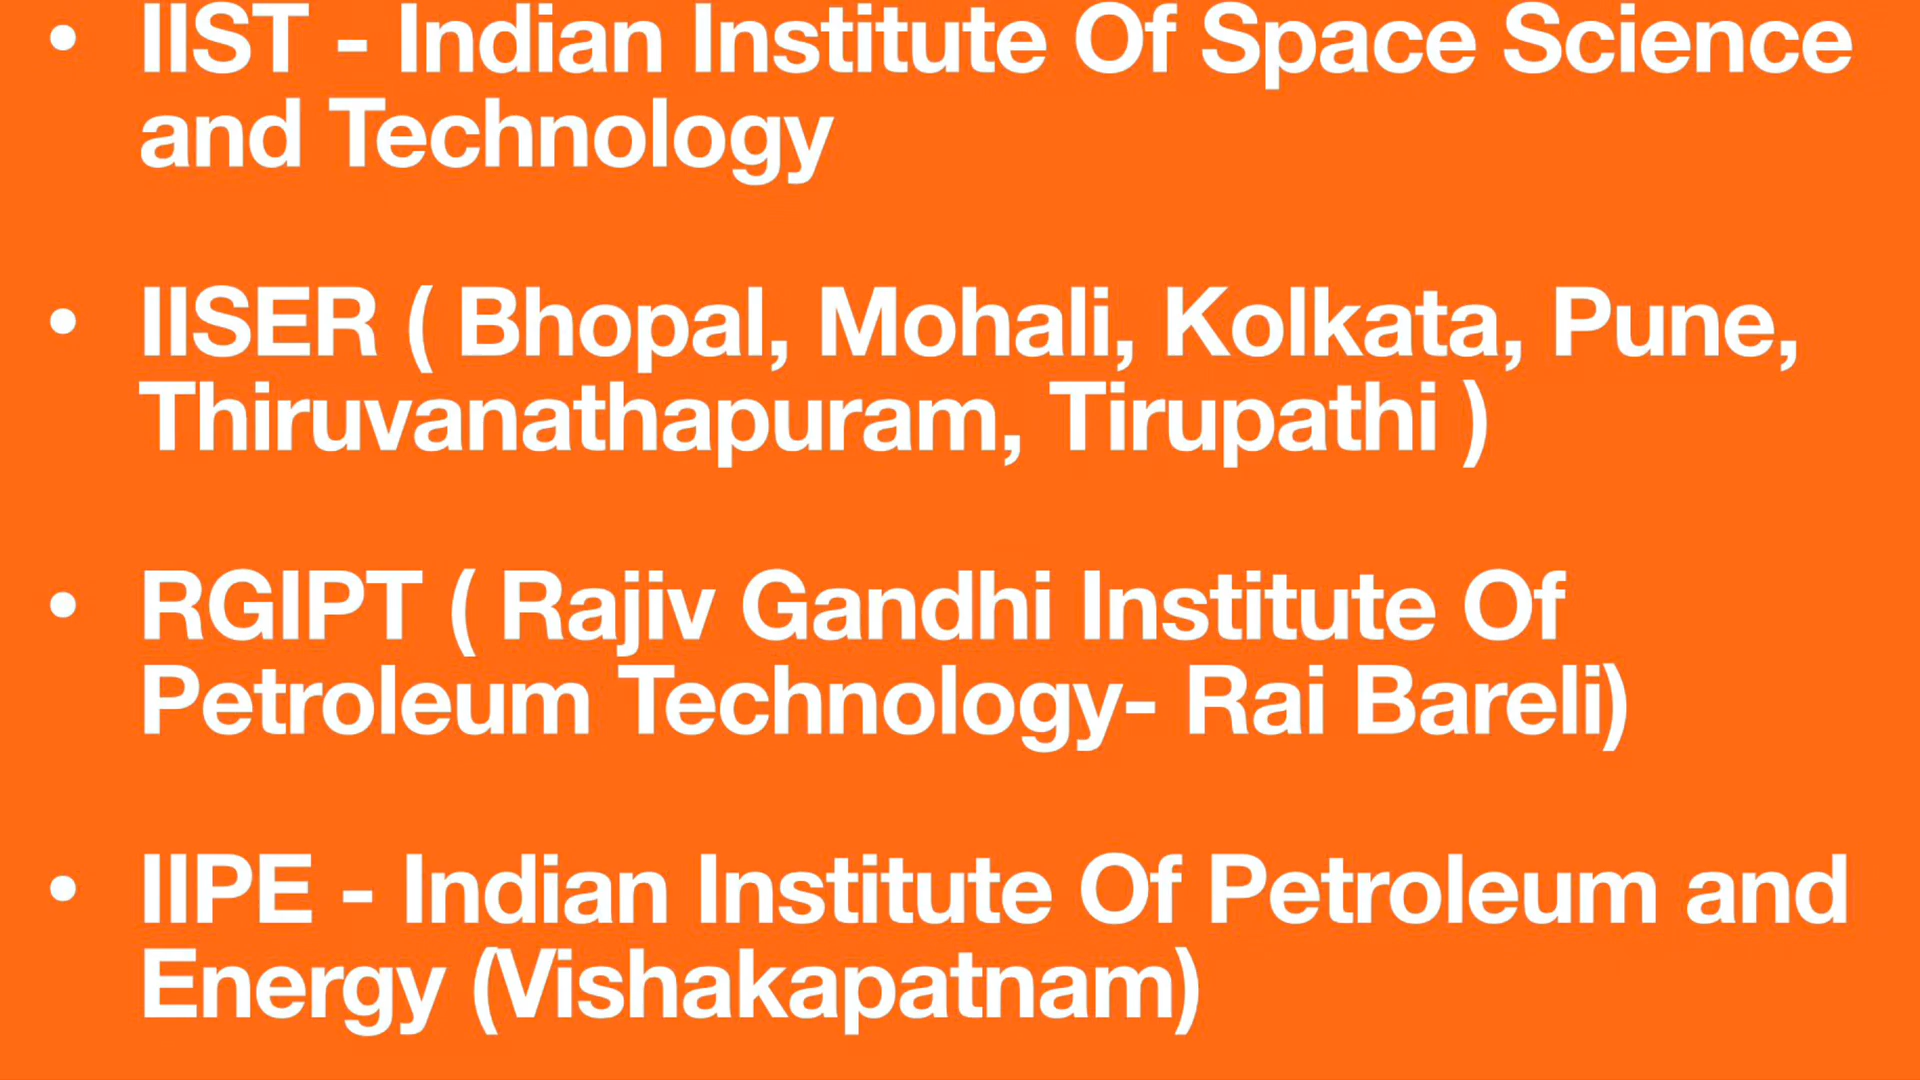 • IIST - Indian Institute Of Space Science
and Technology
• IISER ( Bhopal, Mohali, Kolkata, Pune,
Thiruvanathapuram, Tirupathi )
• RGIPT ( Rajiv Gandhi Institute Of
Petroleum Technology- Rai Bareli)
• IIPE - Indian Institute Of Petroleum and
Energy (Vishakapatnam)